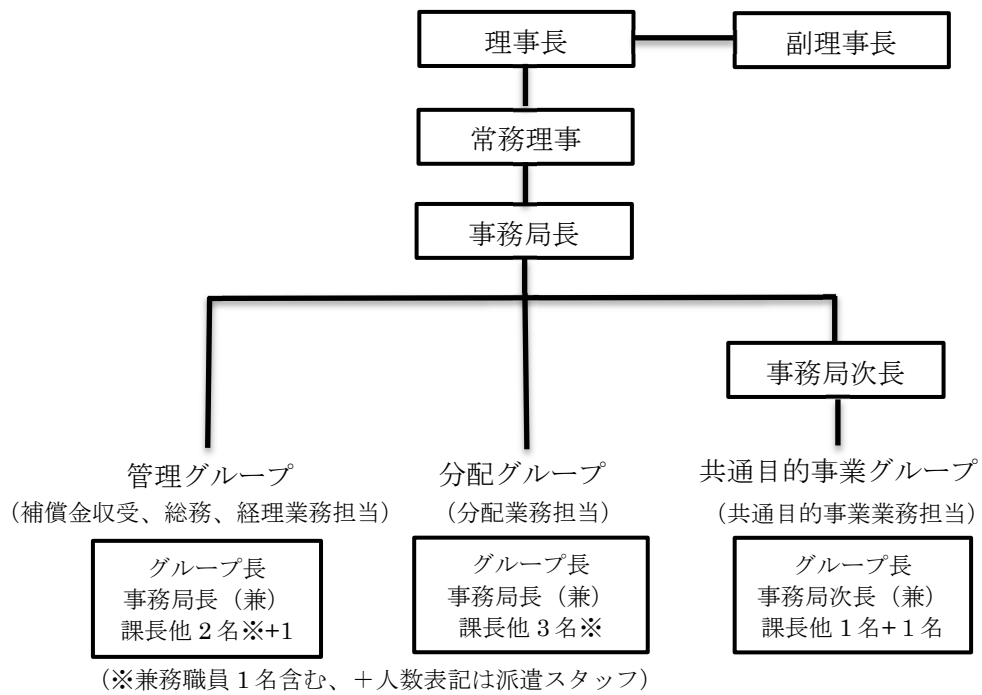 理事長
副理事長
常務理事
事務局長
事務局次長
管理グループ
(補償金収受、総務、経理業務担当)
グループ長
事務局長(兼)
課長他 2 名※+1
分配グループ
(分配業務担当)
グループ長
事務局長(兼)
課長他 3 名※
共通目的事業グループ
(共通目的事業業務担当)
グループ長
事務局次長(兼)
課長他 1 名+ 1 名
(※兼務職員 1 名含む、+人数表記は派遣スタッフ)